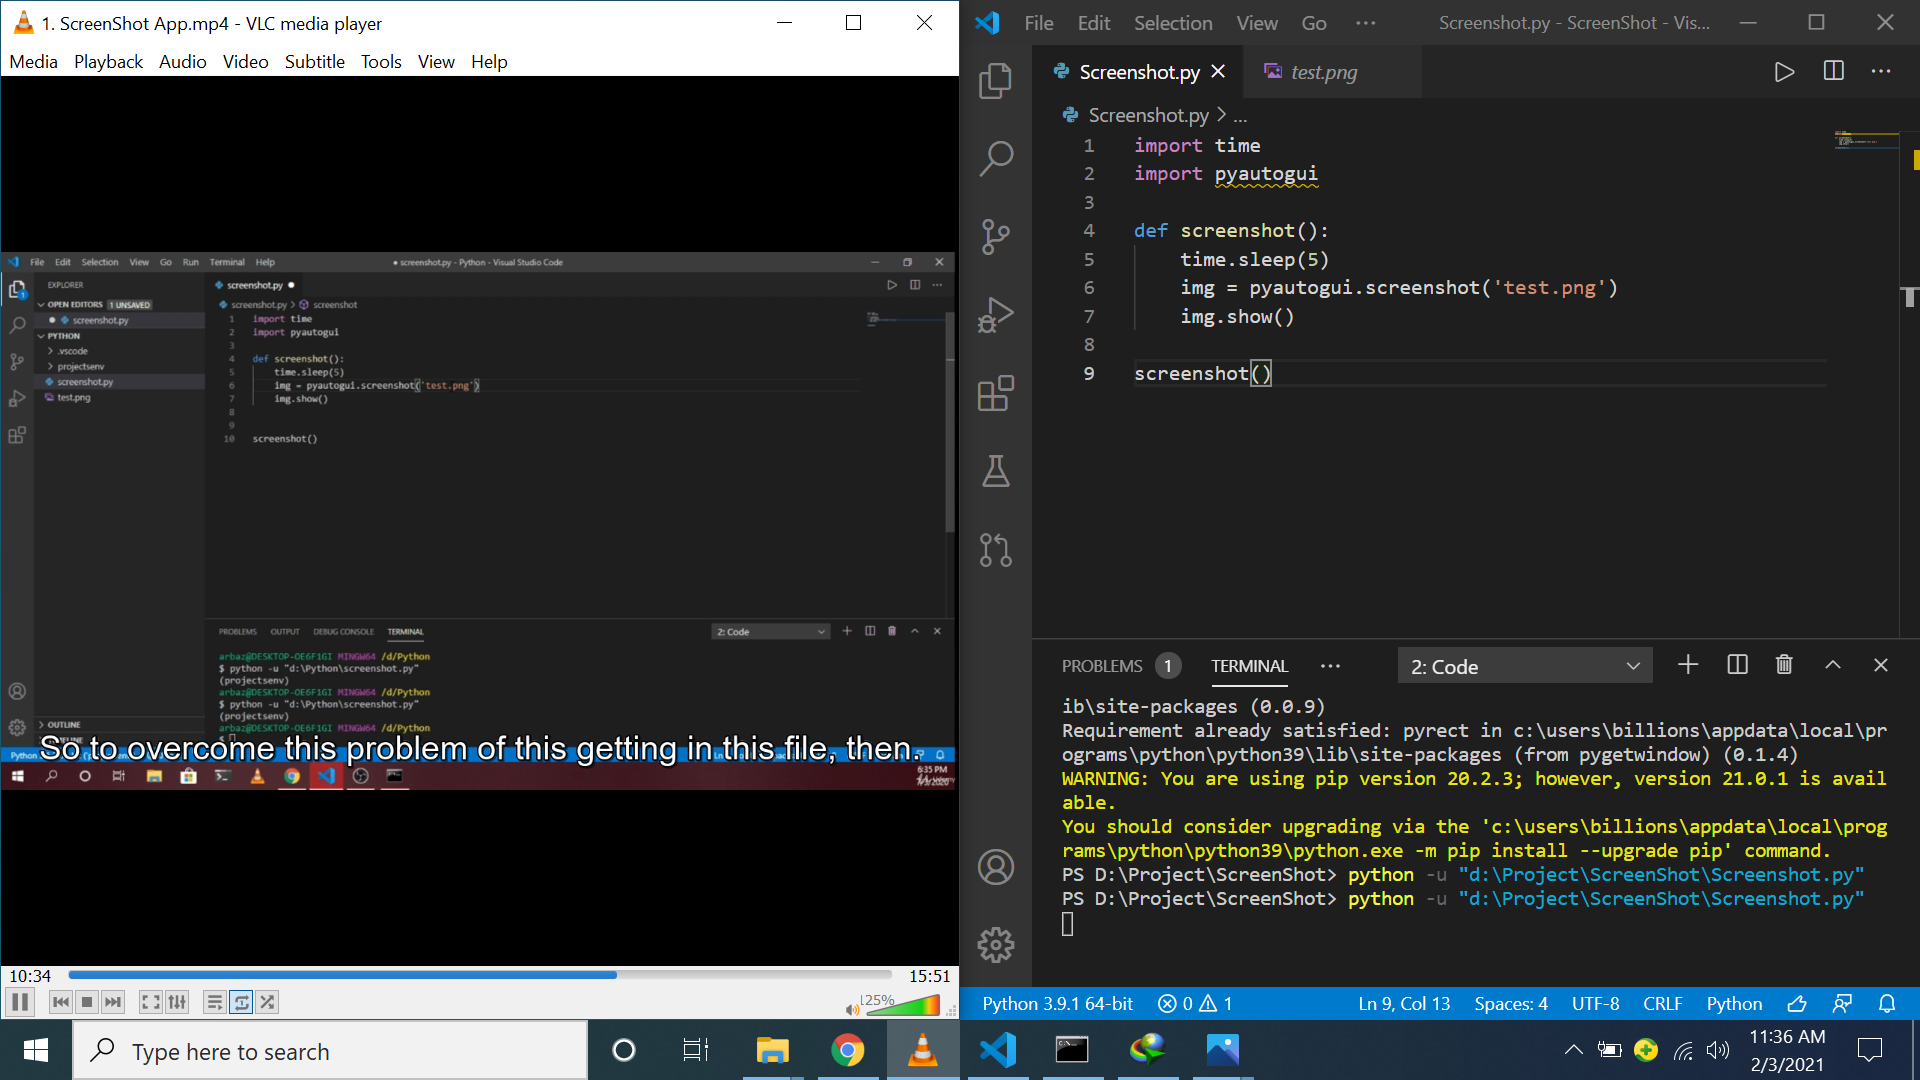 1. ScreenShot App.mp4 - VLC media player
Media Playback Audio Video Subtitle Tools View Help
File Edit Selection View Go Run Terminal Help
screenshot.py - Python - Visual Studio Code
EXPLORER
OPEN EDITORS 1 UNSAVED
screenshot.py
PYTHON
.vscode
projectsenv
screenshot.py
test.png
OUTLINE
screenshot.py
screenshot.py > screenshot
1 import time
2 import pyautogui
3
4 def screenshot():
5 time.sleep(5)
6 img = pyautogui.screenshot('test.png')
7 img.show()
8
9
10 screenshot()
PROBLEMS OUTPUT DEBUG CONSOLE TERMINAL
2: Code
arbaz@DESKTOP-OE6F1GI MINGW64 /d/Python
$ python -u "d:\Python\screenshot.py"
(projectsenv)
arbaz@DESKTOP-OE6F1GI MINGW64 /d/Python
$ python -u "d:\Python\screenshot.py"
(projectsenv)
arbaz@DESKTOP-OE6F1GI MINGW64 /d/Python
$
So to overcome this problem of this getting in this file, then.
6:35 PM
10:34
15:51
125%
File Edit Selection View Go ...
Screenshot.py - ScreenShot - Vis...
Screenshot.py
test.png
Screenshot.py > ...
1 import time
2 import pyautogui
3
4 def screenshot():
5 time.sleep(5)
6 img = pyautogui.screenshot('test.png')
7 img.show()
8
9 screenshot()
PROBLEMS 1 TERMINAL ...
2: Code
ib\site-packages (0.0.9)
Requirement already satisfied: pyrect in c:\users\billions\appdata\local\pr
ograms\python\python39\lib\site-packages (from pygetwindow) (0.1.4)
WARNING: You are using pip version 20.2.3; however, version 21.0.1 is avail
able.
You should consider upgrading via the 'c:\users\billions\appdata\local\prog
rams\python\python39\python.exe -m pip install --upgrade pip' command.
PS D:\Project\ScreenShot> python -u "d:\Project\ScreenShot\Screenshot.py"
PS D:\Project\ScreenShot> python -u "d:\Project\ScreenShot\Screenshot.py"
Python 3.9.1 64-bit 0 1 Ln 9, Col 13 Spaces: 4 UTF-8 CRLF Python
Type here to search
11:36 AM
2/3/2021